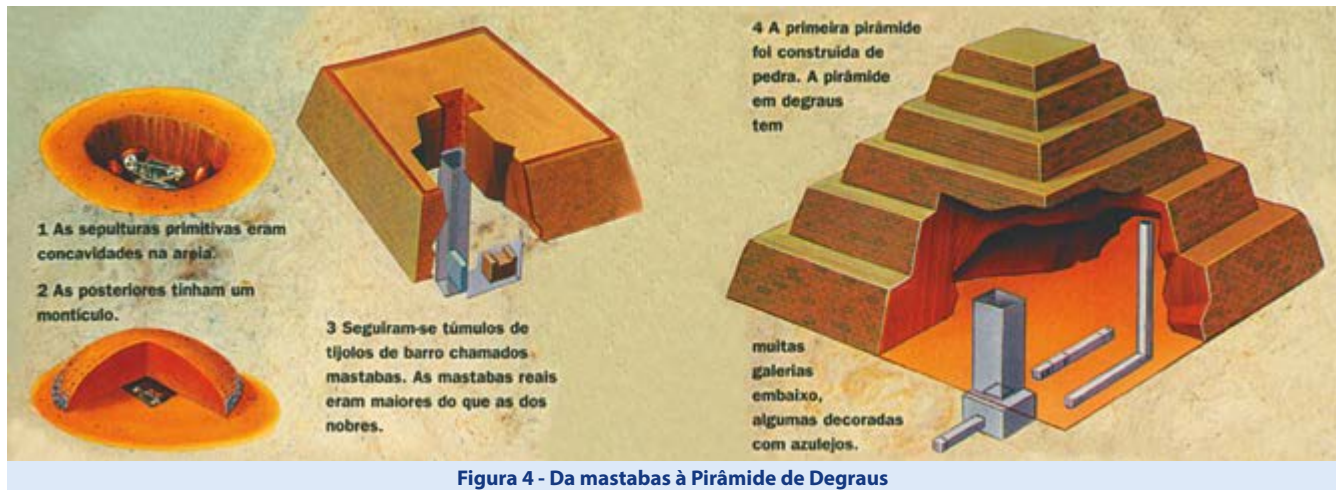 1 As sepulturas primitivas eram
concavidades na areia.
2 As posteriores tinham um
montículo.
3 Seguiram-se túmulos de
tijolos de barro chamados
mastabas. As mastabas reais
eram maiores do que as dos
nobres.
4 A primeira pirâmide
foi construída de
pedra. A pirâmide
em degraus
tem
muitas
galerias
embaixo,
algumas decoradas
com azulejos.
Figura 4 - Da mastabas à Pirâmide de Degraus